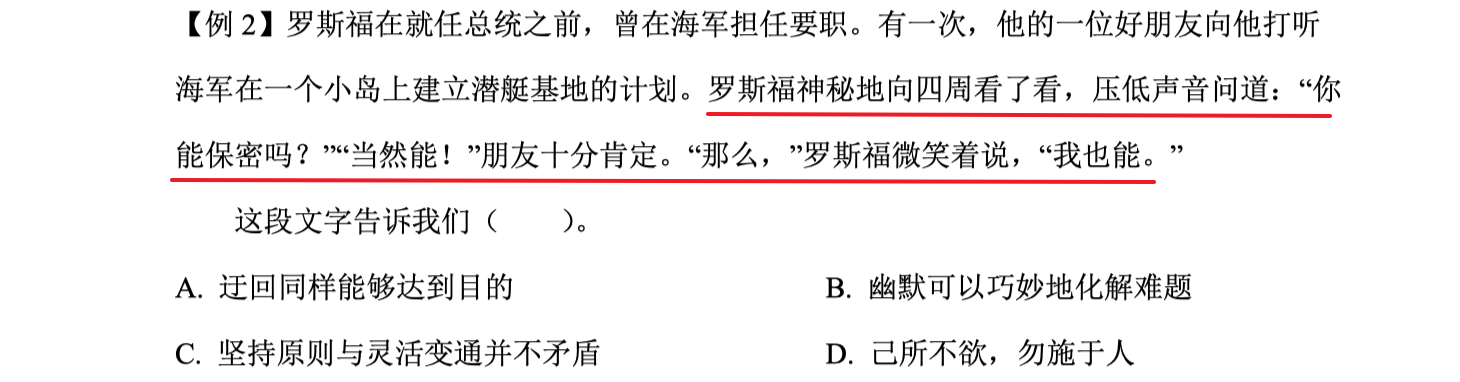 【例 2】罗斯福在就任总统之前，曾在海军担任要职。有一次，他的一位好朋友向他打听
海军在一个小岛上建立潜艇基地的计划。罗斯福神秘地向四周看了看，压低声音问道：“你
能保密吗？”“当然能！”朋友十分肯定。“那么，”罗斯福微笑着说，“我也能。”
这段文字告诉我们（　　）。
A. 迂回同样能够达到目的
B. 幽默可以巧妙地化解难题
C. 坚持原则与灵活变通并不矛盾
D. 己所不欲，勿施于人